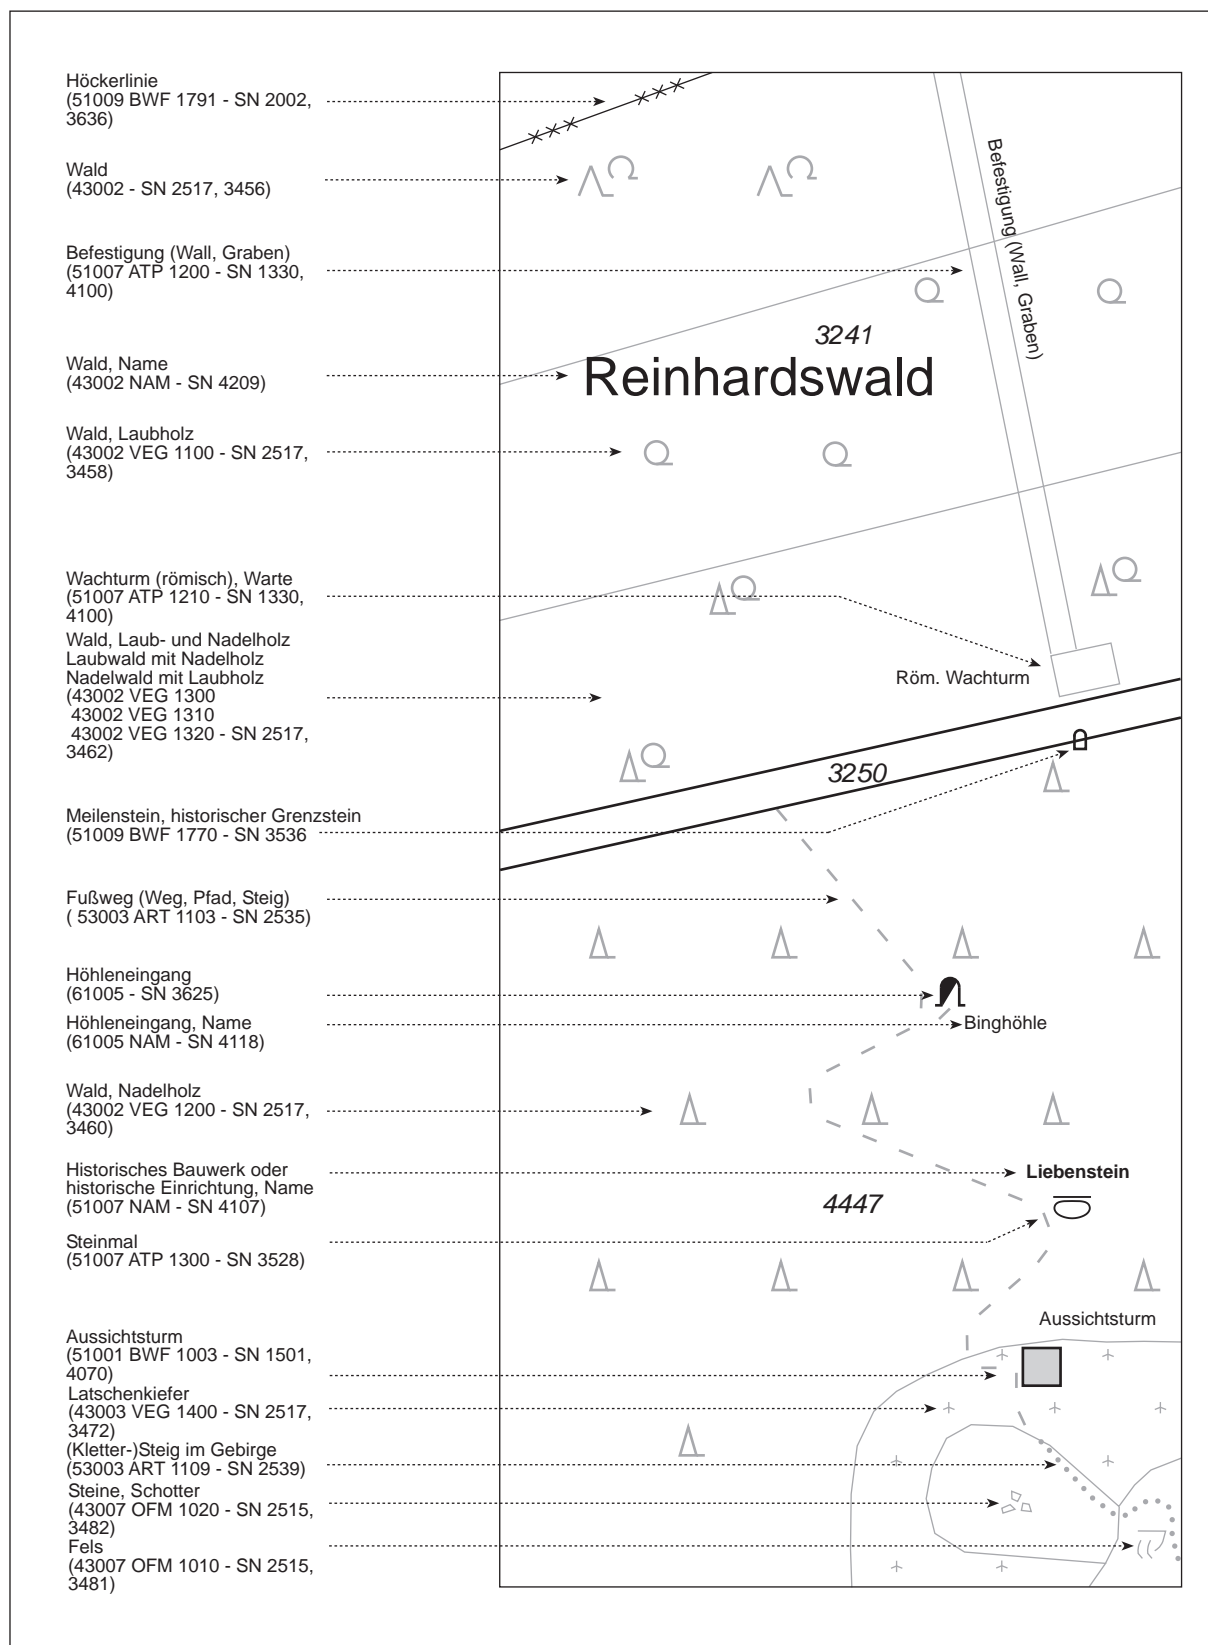 Höckerlinie
(51009 BWF 1791 - SN 2002,
3636)
Wald
(43002 - SN 2517, 3456)
Befestigung (Wall, Graben)
(51007 ATP 1200 - SN 1330,
4100)
Wald, Name
(43002 NAM - SN 4209)
Wald, Laubholz
(43002 VEG 1100 - SN 2517,
3458)
Wachturm (römisch), Warte
(51007 ATP 1210 - SN 1330,
4100)
Wald, Laub- und Nadelholz
Laubwald mit Nadelholz
Nadelwald mit Laubholz
(43002 VEG 1300
43002 VEG 1310
43002 VEG 1320 - SN 2517,
3462)
Meilenstein, historischer Grenzstein
(51009 BWF 1770 - SN 3536
Fußweg (Weg, Pfad, Steig)
( 53003 ART 1103 - SN 2535)
Höhleneingang
(61005 - SN 3625)
Höhleneingang, Name
(61005 NAM - SN 4118)
Wald, Nadelholz
(43002 VEG 1200 - SN 2517,
3460)
Historisches Bauwerk oder
historische Einrichtung, Name
(51007 NAM - SN 4107)
Steinmal
(51007 ATP 1300 - SN 3528)
Aussichtsturm
(51001 BWF 1003 - SN 1501,
4070)
Latschenkiefer
(43003 VEG 1400 - SN 2517,
3472)
(Kletter-)Steig im Gebirge
(53003 ART 1109 - SN 2539)
Steine, Schotter
(43007 OFM 1020 - SN 2515,
3482)
Fels
(43007 OFM 1010 - SN 2515,
3481)
Befestigung (Wall, Graben)
3241
Reinhardswald
Röm. Wachturm
3250
Binghöhle
Liebenstein
4447
Aussichtsturm